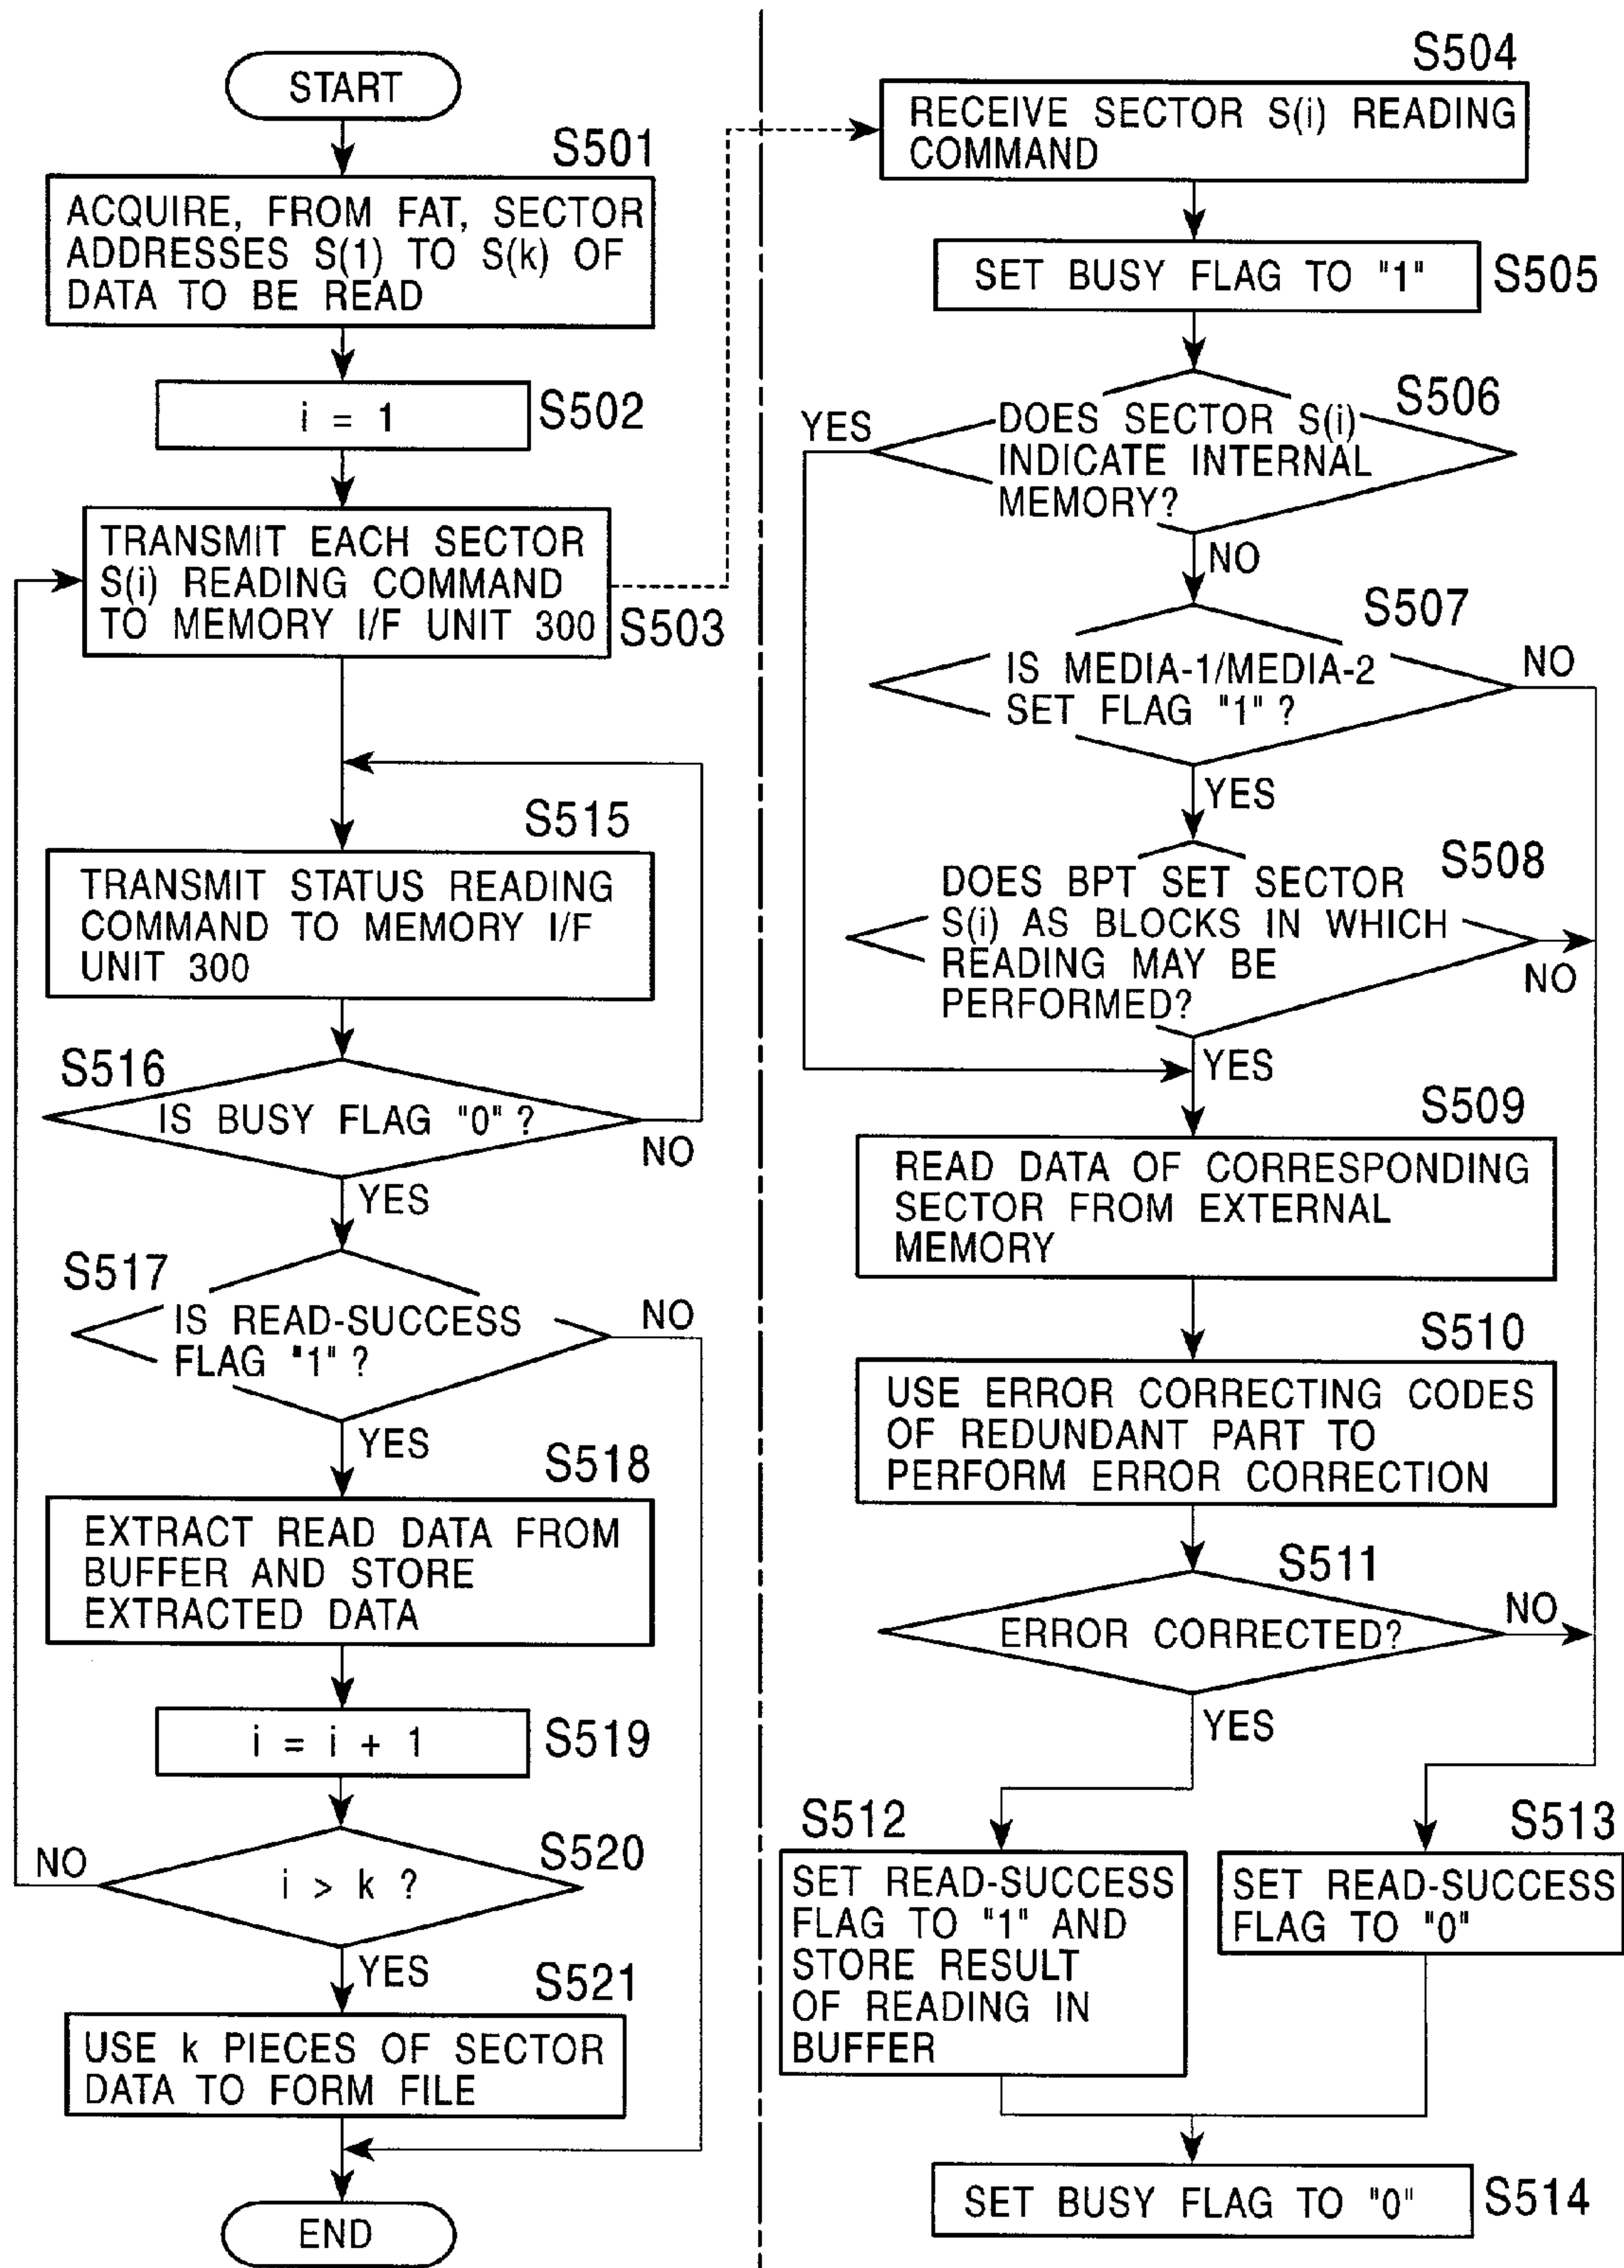 START
S501
ACQUIRE, FROM FAT, SECTOR
ADDRESSES S(1) TO S(k) OF
DATA TO BE READ
i = 1
S502
TRANSMIT EACH SECTOR
S(i) READING COMMAND
TO MEMORY I/F UNIT 300
S503
S515
TRANSMIT STATUS READING
COMMAND TO MEMORY I/F
UNIT 300
S516
IS BUSY FLAG "0" ?
NO
YES
S517
IS READ-SUCCESS
FLAG "1" ?
NO
YES
S518
EXTRACT READ DATA FROM
BUFFER AND STORE
EXTRACTED DATA
i = i + 1
S519
S520
NO
i > k ?
YES
S521
USE k PIECES OF SECTOR
DATA TO FORM FILE
END
S504
RECEIVE SECTOR S(i) READING
COMMAND
SET BUSY FLAG TO "1"
S505
S506
YES
DOES SECTOR S(i)
INDICATE INTERNAL
MEMORY?
NO
S507
IS MEDIA-1/MEDIA-2
SET FLAG "1" ?
NO
YES
S508
DOES BPT SET SECTOR
S(i) AS BLOCKS IN WHICH
READING MAY BE
PERFORMED?
NO
YES
S509
READ DATA OF CORRESPONDING
SECTOR FROM EXTERNAL
MEMORY
S510
USE ERROR CORRECTING CODES
OF REDUNDANT PART TO
PERFORM ERROR CORRECTION
S511
ERROR CORRECTED?
NO
YES
S512
SET READ-SUCCESS
FLAG TO "1" AND
STORE RESULT
OF READING IN
BUFFER
S513
SET READ-SUCCESS
FLAG TO "0"
SET BUSY FLAG TO "0"
S514